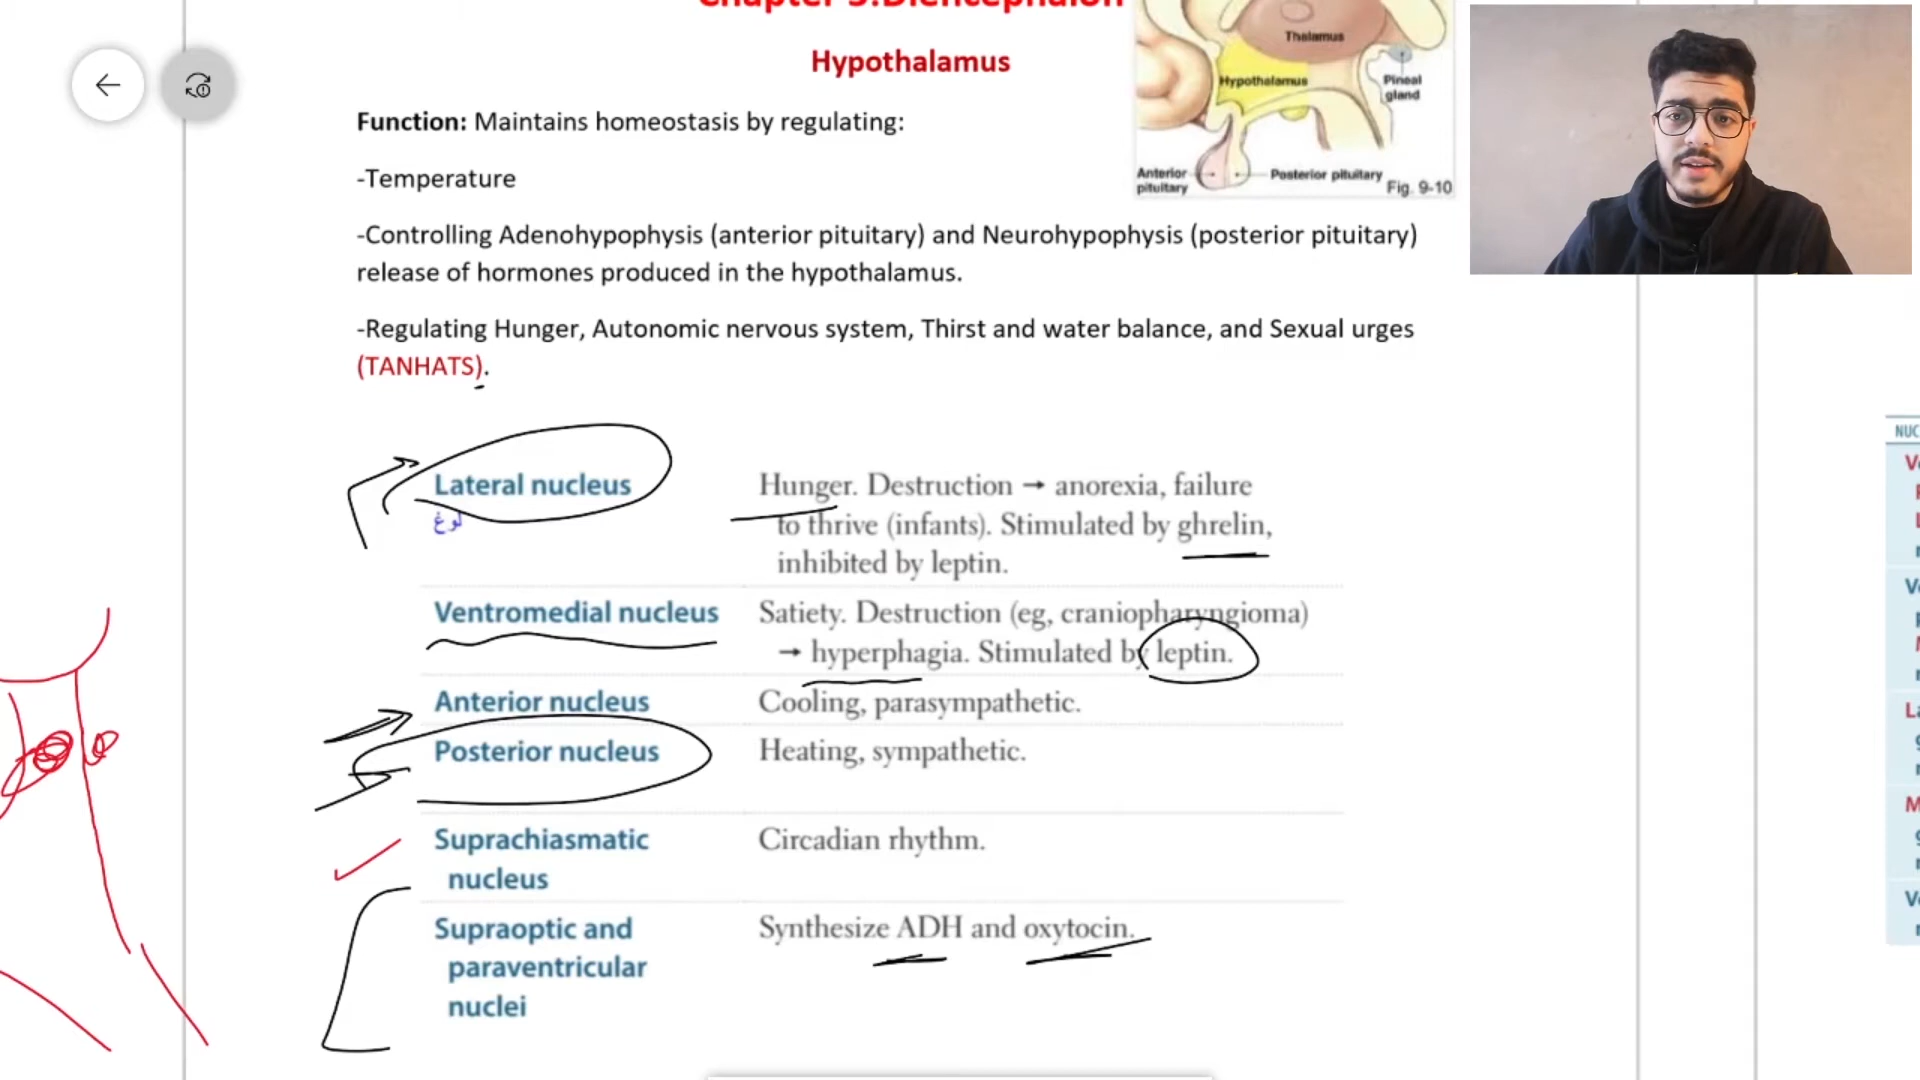 Chapter 3:Diencephalon
Hypothalamus
Function: Maintains homeostasis by regulating:
-Temperature
-Controlling Adenohypophysis (anterior pituitary) and Neurohypophysis (posterior pituitary)
release of hormones produced in the hypothalamus.
-Regulating Hunger, Autonomic nervous system, Thirst and water balance, and Sexual urges
(TANHATS).
Thalamus
Hypothalamus
Pineal
gland
Anterior
pituitary
Posterior pituitary
Fig. 9-10
Lateral nucleus
Hunger. Destruction → anorexia, failure
to thrive (infants). Stimulated by ghrelin,
inhibited by leptin.
Ventromedial nucleus
Satiety. Destruction (eg, craniopharyngioma)
→ hyperphagia. Stimulated by leptin.
Anterior nucleus
Cooling, parasympathetic.
Posterior nucleus
Heating, sympathetic.
Suprachiasmatic
nucleus
Circadian rhythm.
Supraoptic and
paraventricular
nuclei
Synthesize ADH and oxytocin.
NUC